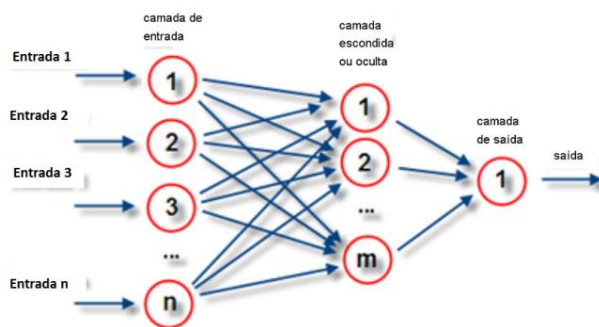 camada de
entrada
camada
escondida
ou oculta
camada
de saída
Entrada 1
Entrada 2
Entrada 3
Entrada n
1
2
3
...
n
1
2
...
m
1
saída